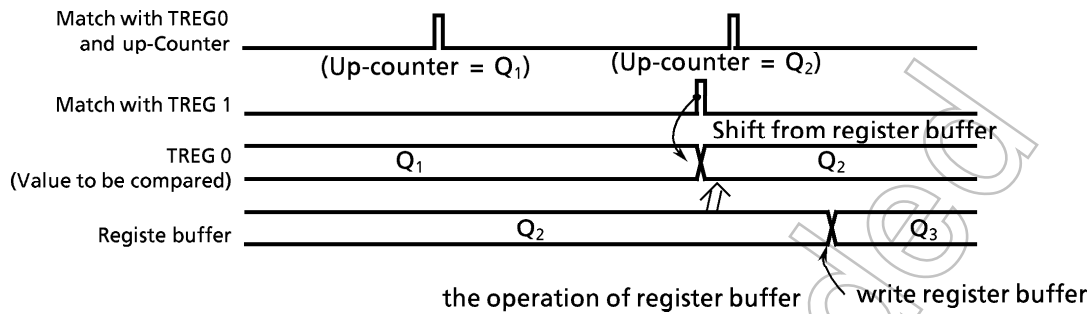 Match with TREG0
and up-Counter
(Up-counter = Q₁)
(Up-counter = Q₂)
Match with TREG 1
Shift from register buffer
TREG 0
(Value to be compared)
Q₁
Q₂
Registe buffer
Q₂
Q₃
the operation of register buffer
write register buffer
ded